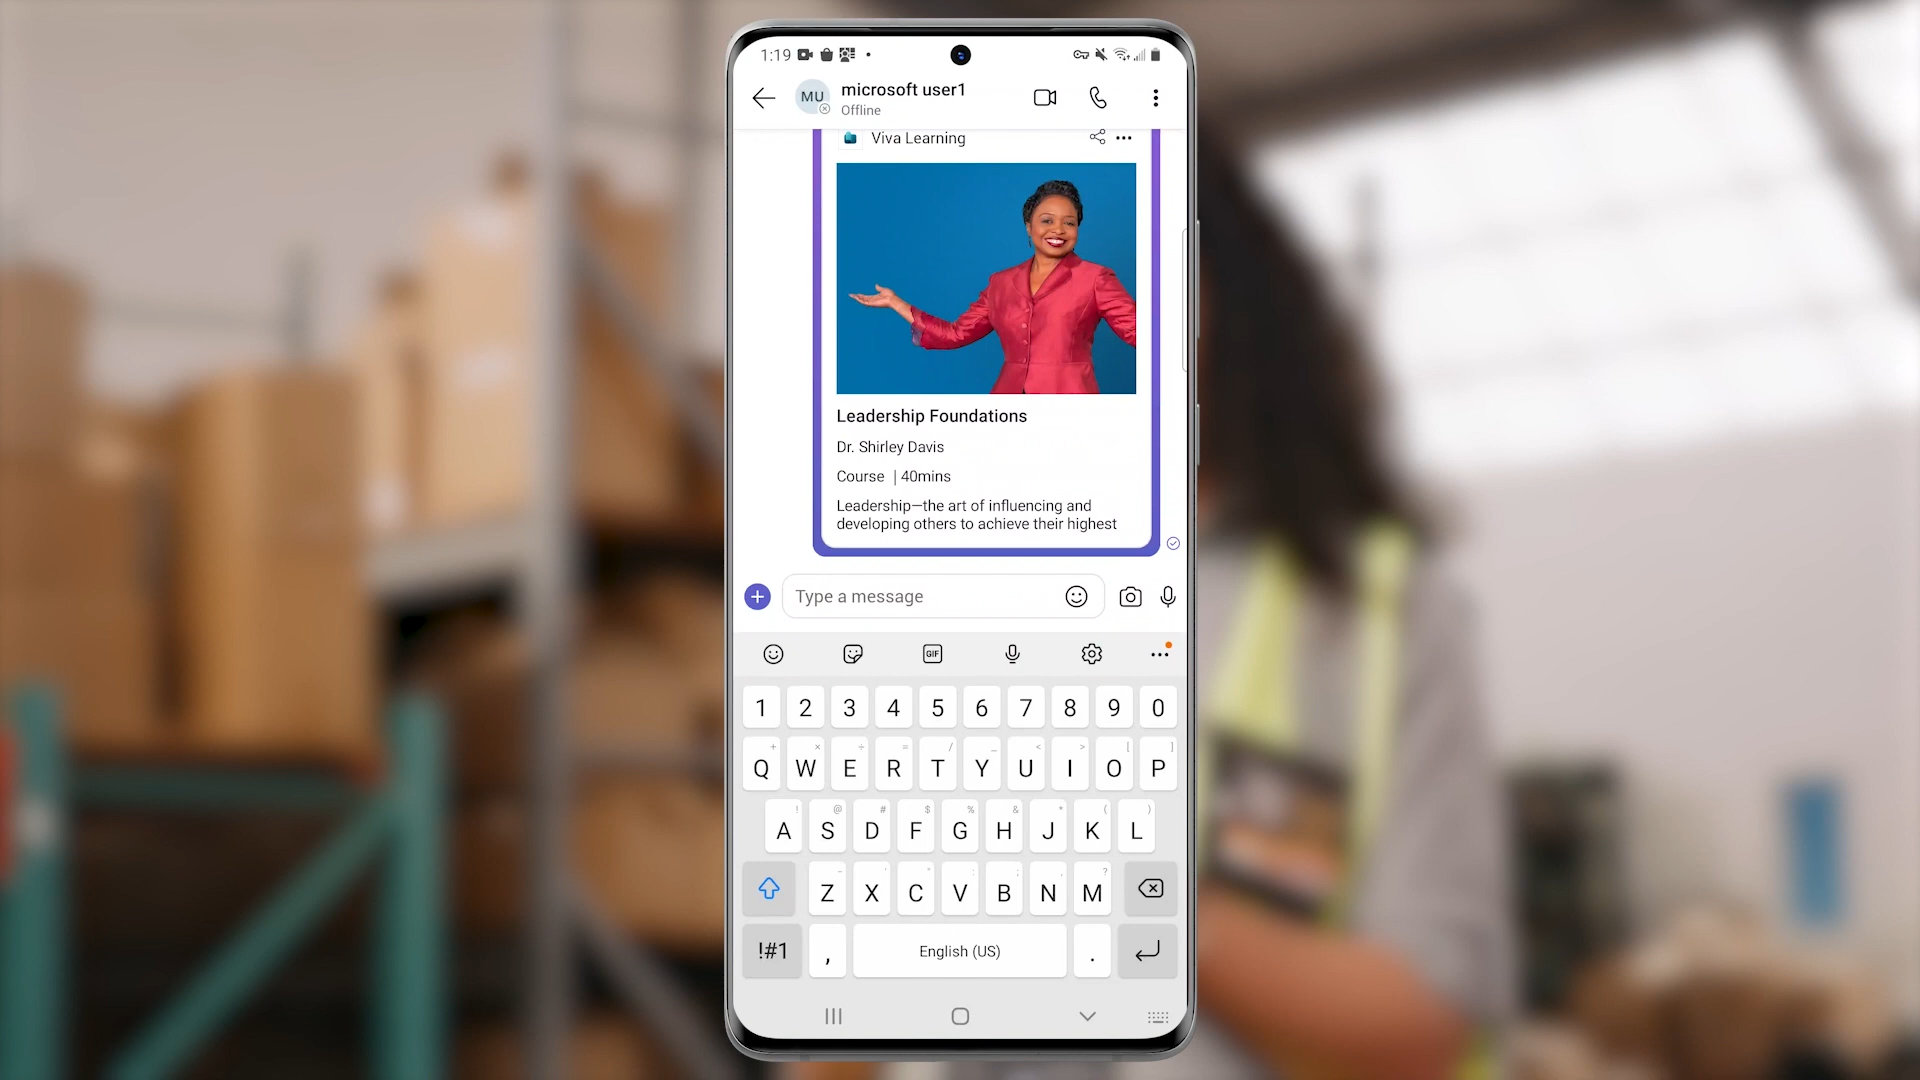 1:19
MU
microsoft user1
Offline
Viva Learning
Leadership Foundations
Dr. Shirley Davis
Course | 40mins
Leadership—the art of influencing and
developing others to achieve their highest
Type a message
GIF
1 2 3 4 5 6 7 8 9 0
+ × ÷ = / _ < > [ ]
Q W E R T Y U I O P
! @ # $ % & * ( )
A S D F G H J K L
- ' " : ; , ?
Z X C V B N M
!#1 , English (US) .